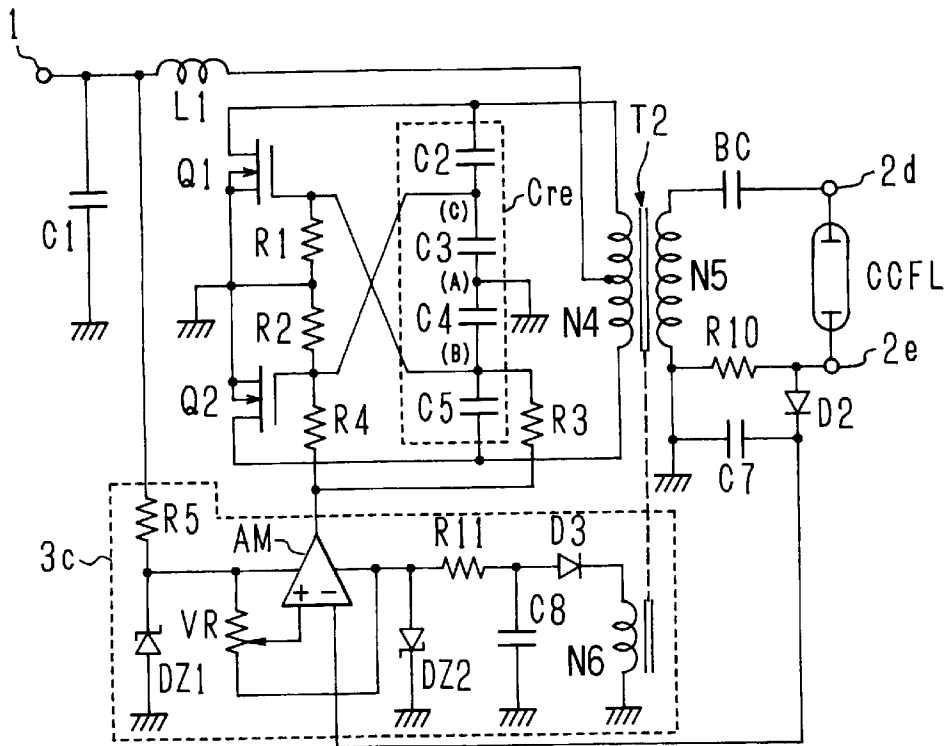 1
L1
T2
BC
2d
Q1
C2
Cre
C1
R1
(C)
C3
(A)
N5
CCFL
R2
C4
N4
R10
(B)
2e
Q2
R4
C5
R3
D2
C7
R5
3c
AM
R11
D3
+ −
VR
C8
DZ1
DZ2
N6